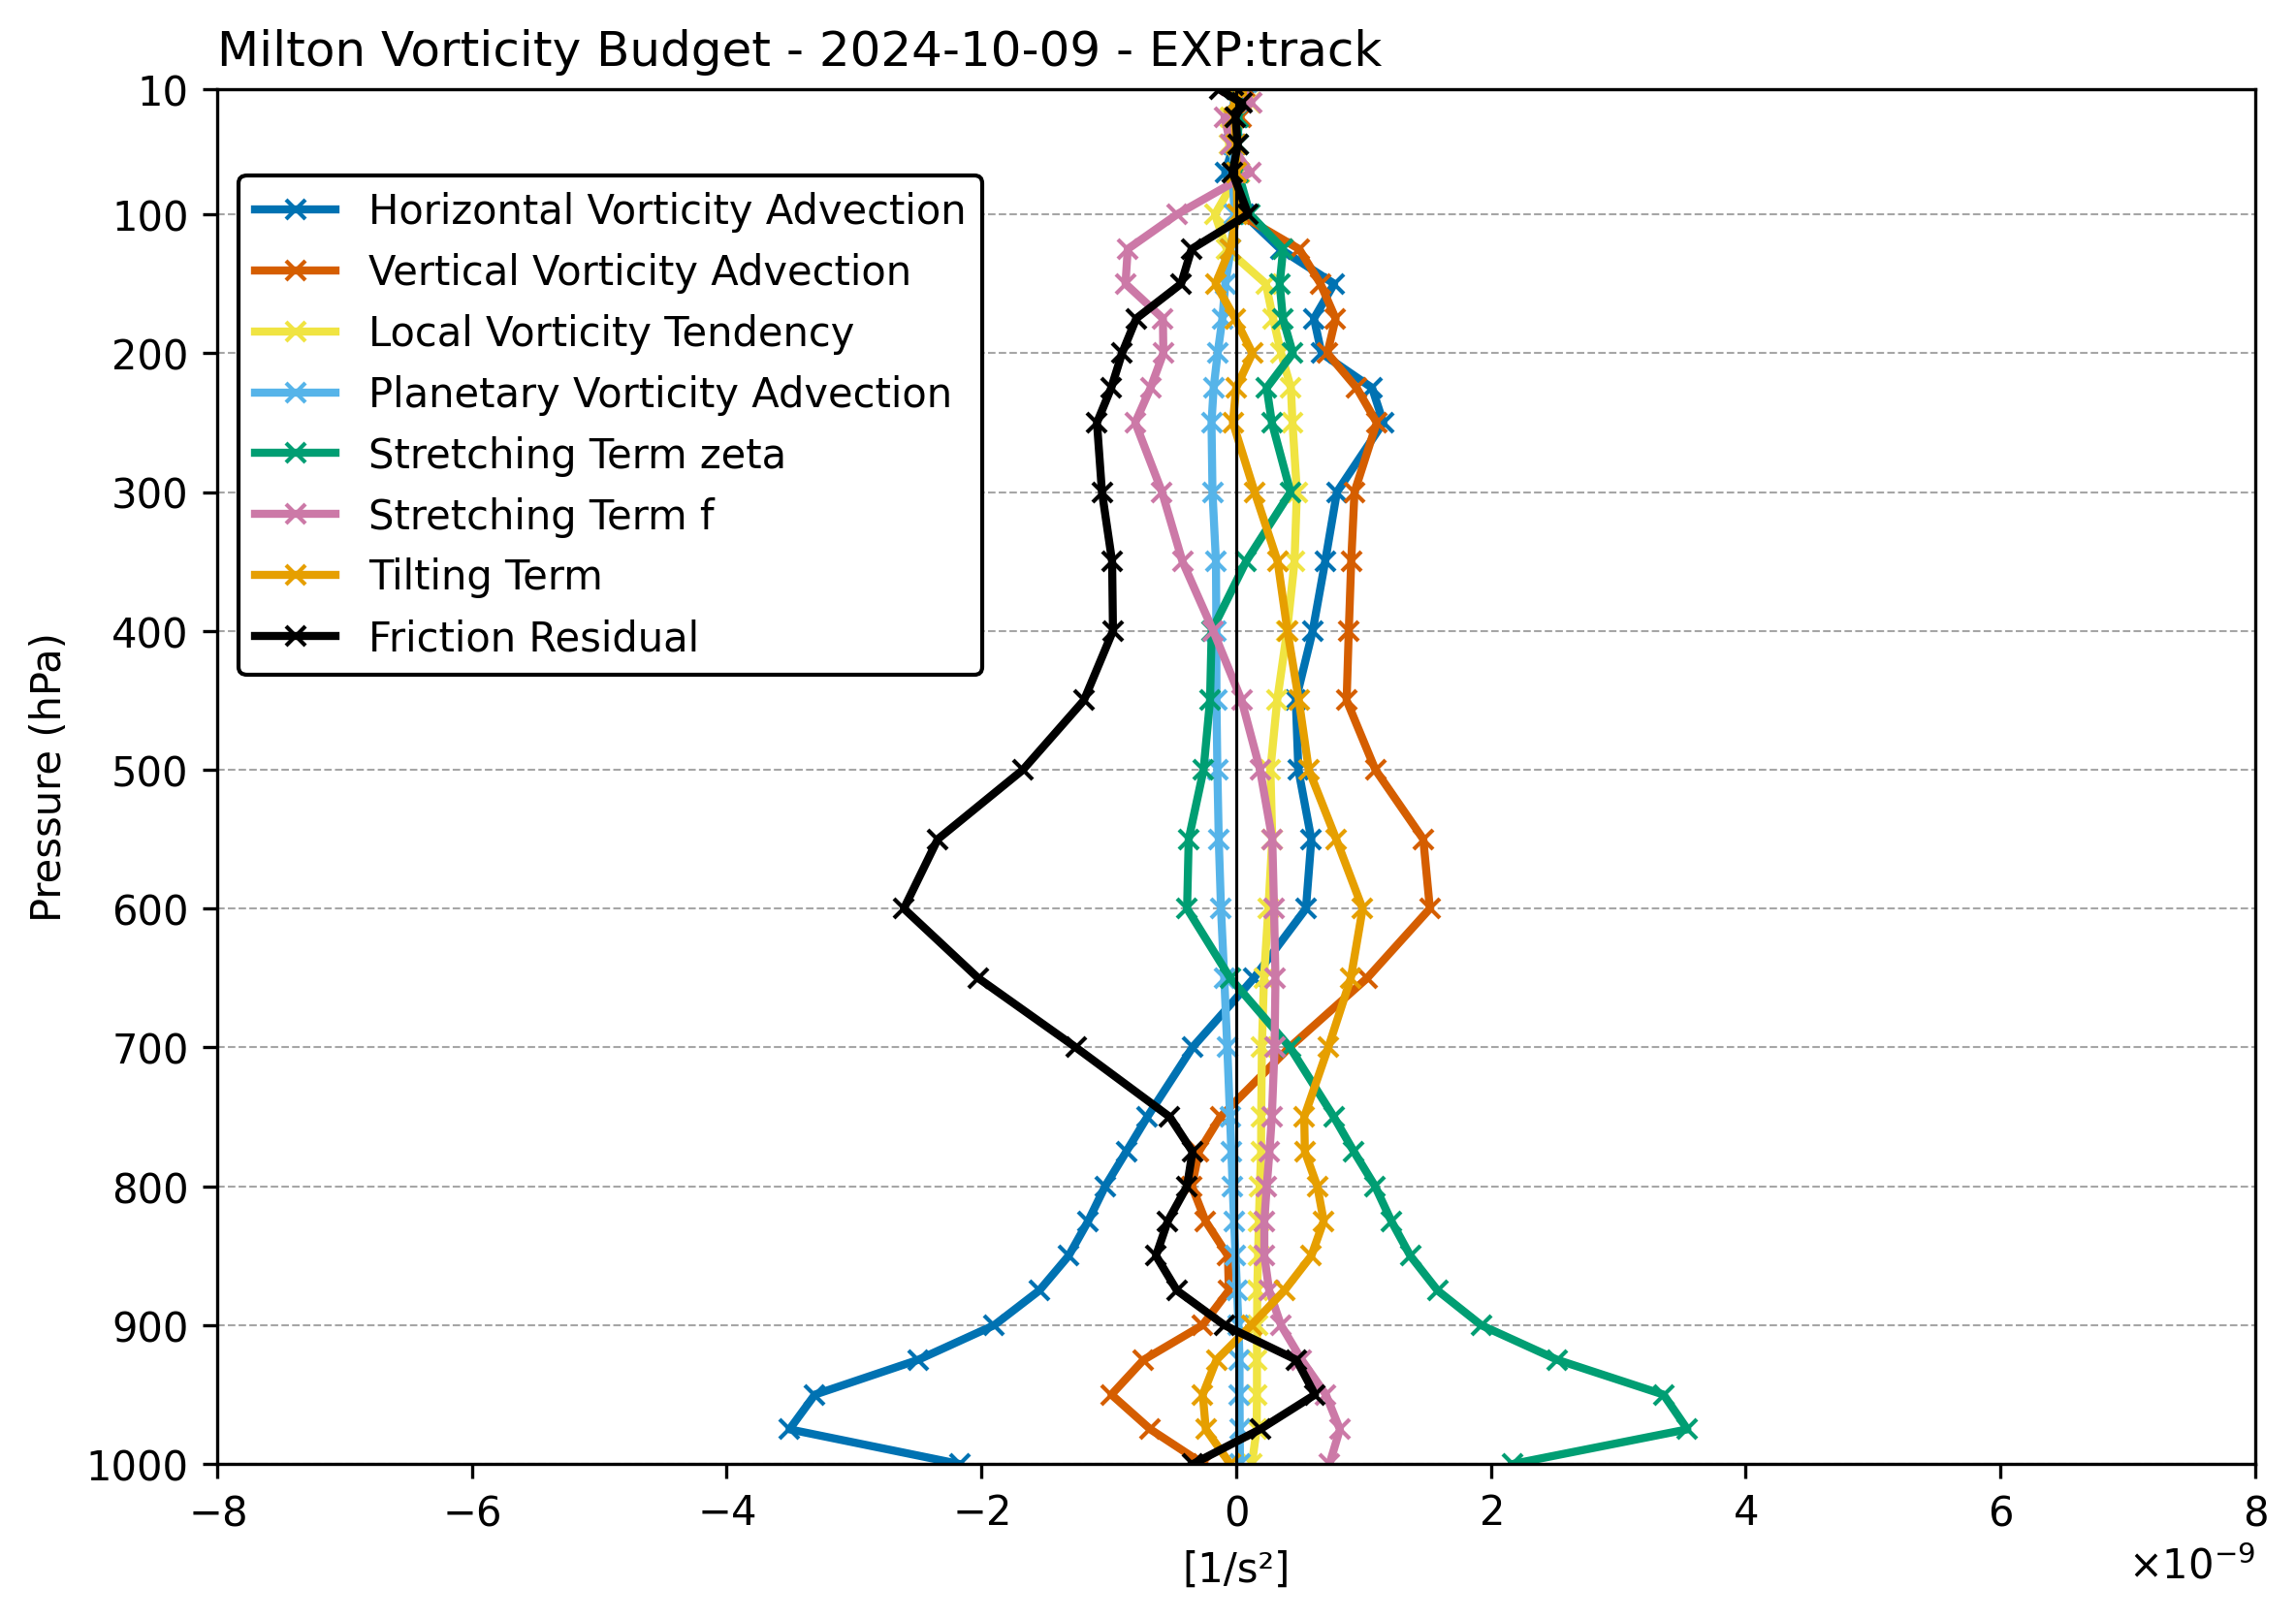 Milton Vorticity Budget - 2024-10-09 - EXP:track
10
100
200
300
400
500
600
700
800
900
1000
Pressure (hPa)
Horizontal Vorticity Advection
Vertical Vorticity Advection
Local Vorticity Tendency
Planetary Vorticity Advection
Stretching Term zeta
Stretching Term f
Tilting Term
Friction Residual
−8 −6 −4 −2 0 2 4 6 8
[1/s²]
×10⁻⁹